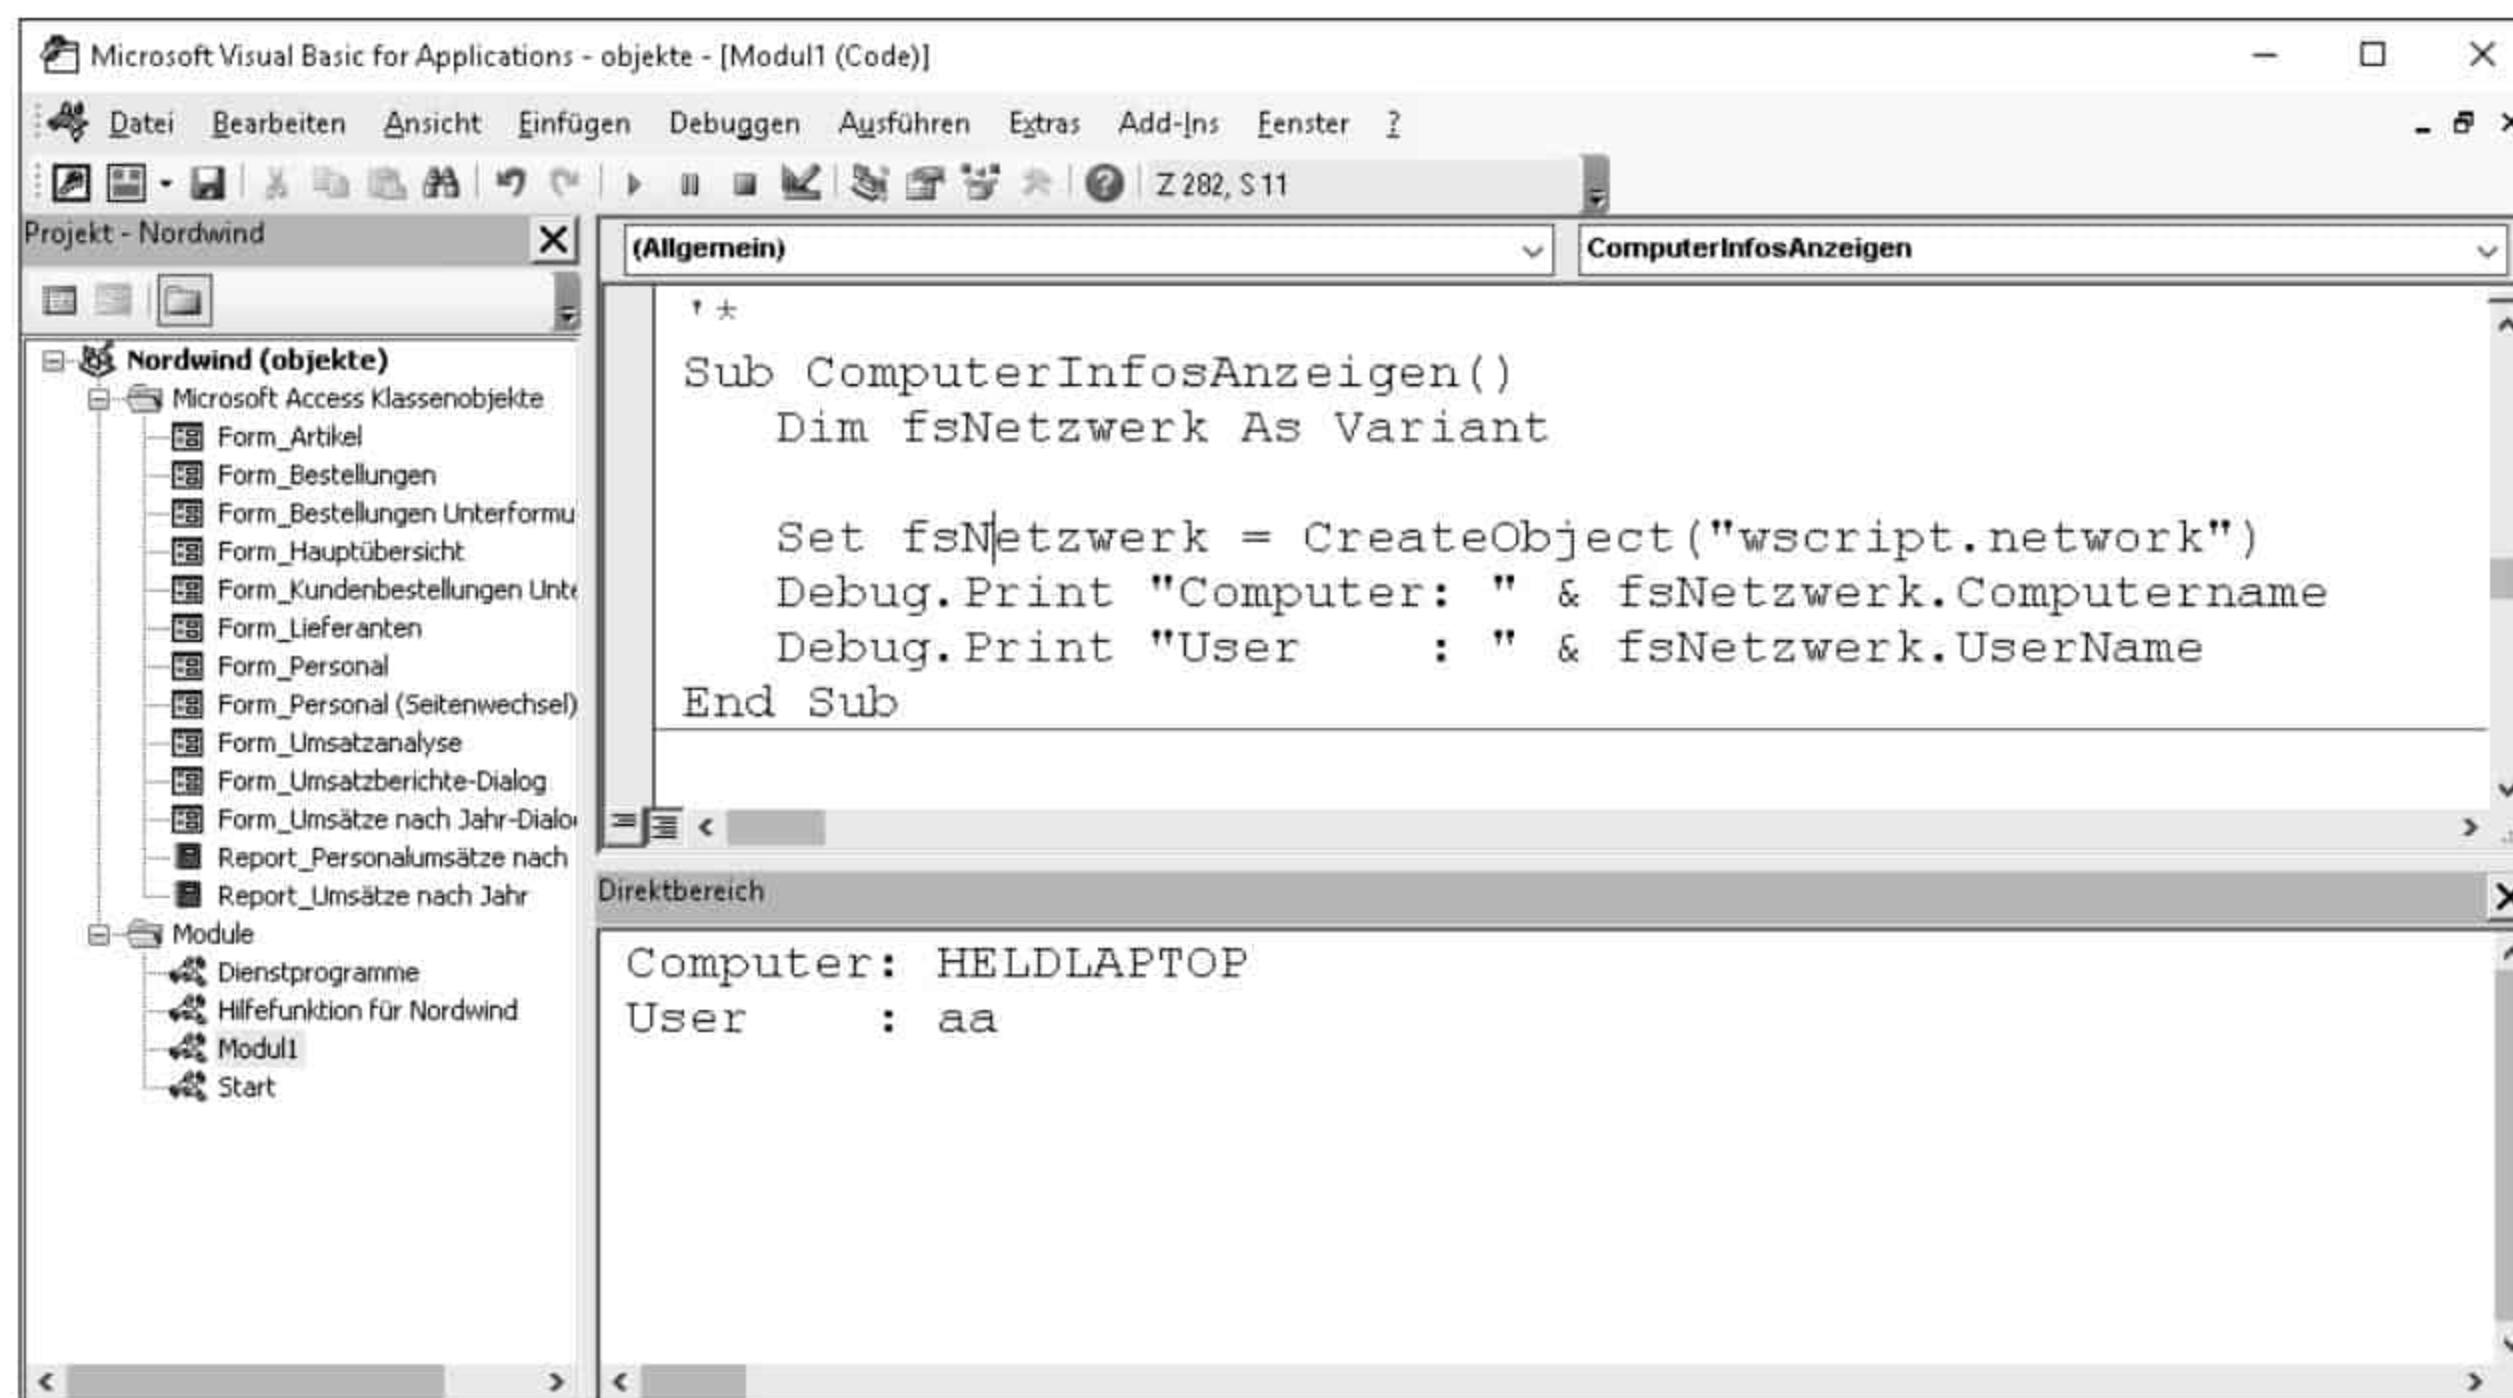 Microsoft Visual Basic for Applications - objekte - [Modul1 (Code)]
Datei Bearbeiten Ansicht Einfügen Debuggen Ausführen Extras Add-Ins Fenster ?
Z 282, S 11
Projekt - Nordwind
Nordwind (objekte)
Microsoft Access Klassenobjekte
Form_Artikel
Form_Bestellungen
Form_Bestellungen Unterformu
Form_Hauptübersicht
Form_Kundenbestellungen Unte
Form_Lieferanten
Form_Personal
Form_Personal (Seitenwechsel)
Form_Umsatzanalyse
Form_Umsatzberichte-Dialog
Form_Umsätze nach Jahr-Dialo
Report_Personalumsätze nach
Report_Umsätze nach Jahr
Module
Dienstprogramme
Hilfefunktion für Nordwind
Modul1
Start
(Allgemein) ComputerInfosAnzeigen
'*
Sub ComputerInfosAnzeigen()
Dim fsNetzwerk As Variant
Set fsNetzwerk = CreateObject("wscript.network")
Debug.Print "Computer: " & fsNetzwerk.Computername
Debug.Print "User    : " & fsNetzwerk.UserName
End Sub
Direktbereich
Computer: HELDLAPTOP
User    : aa